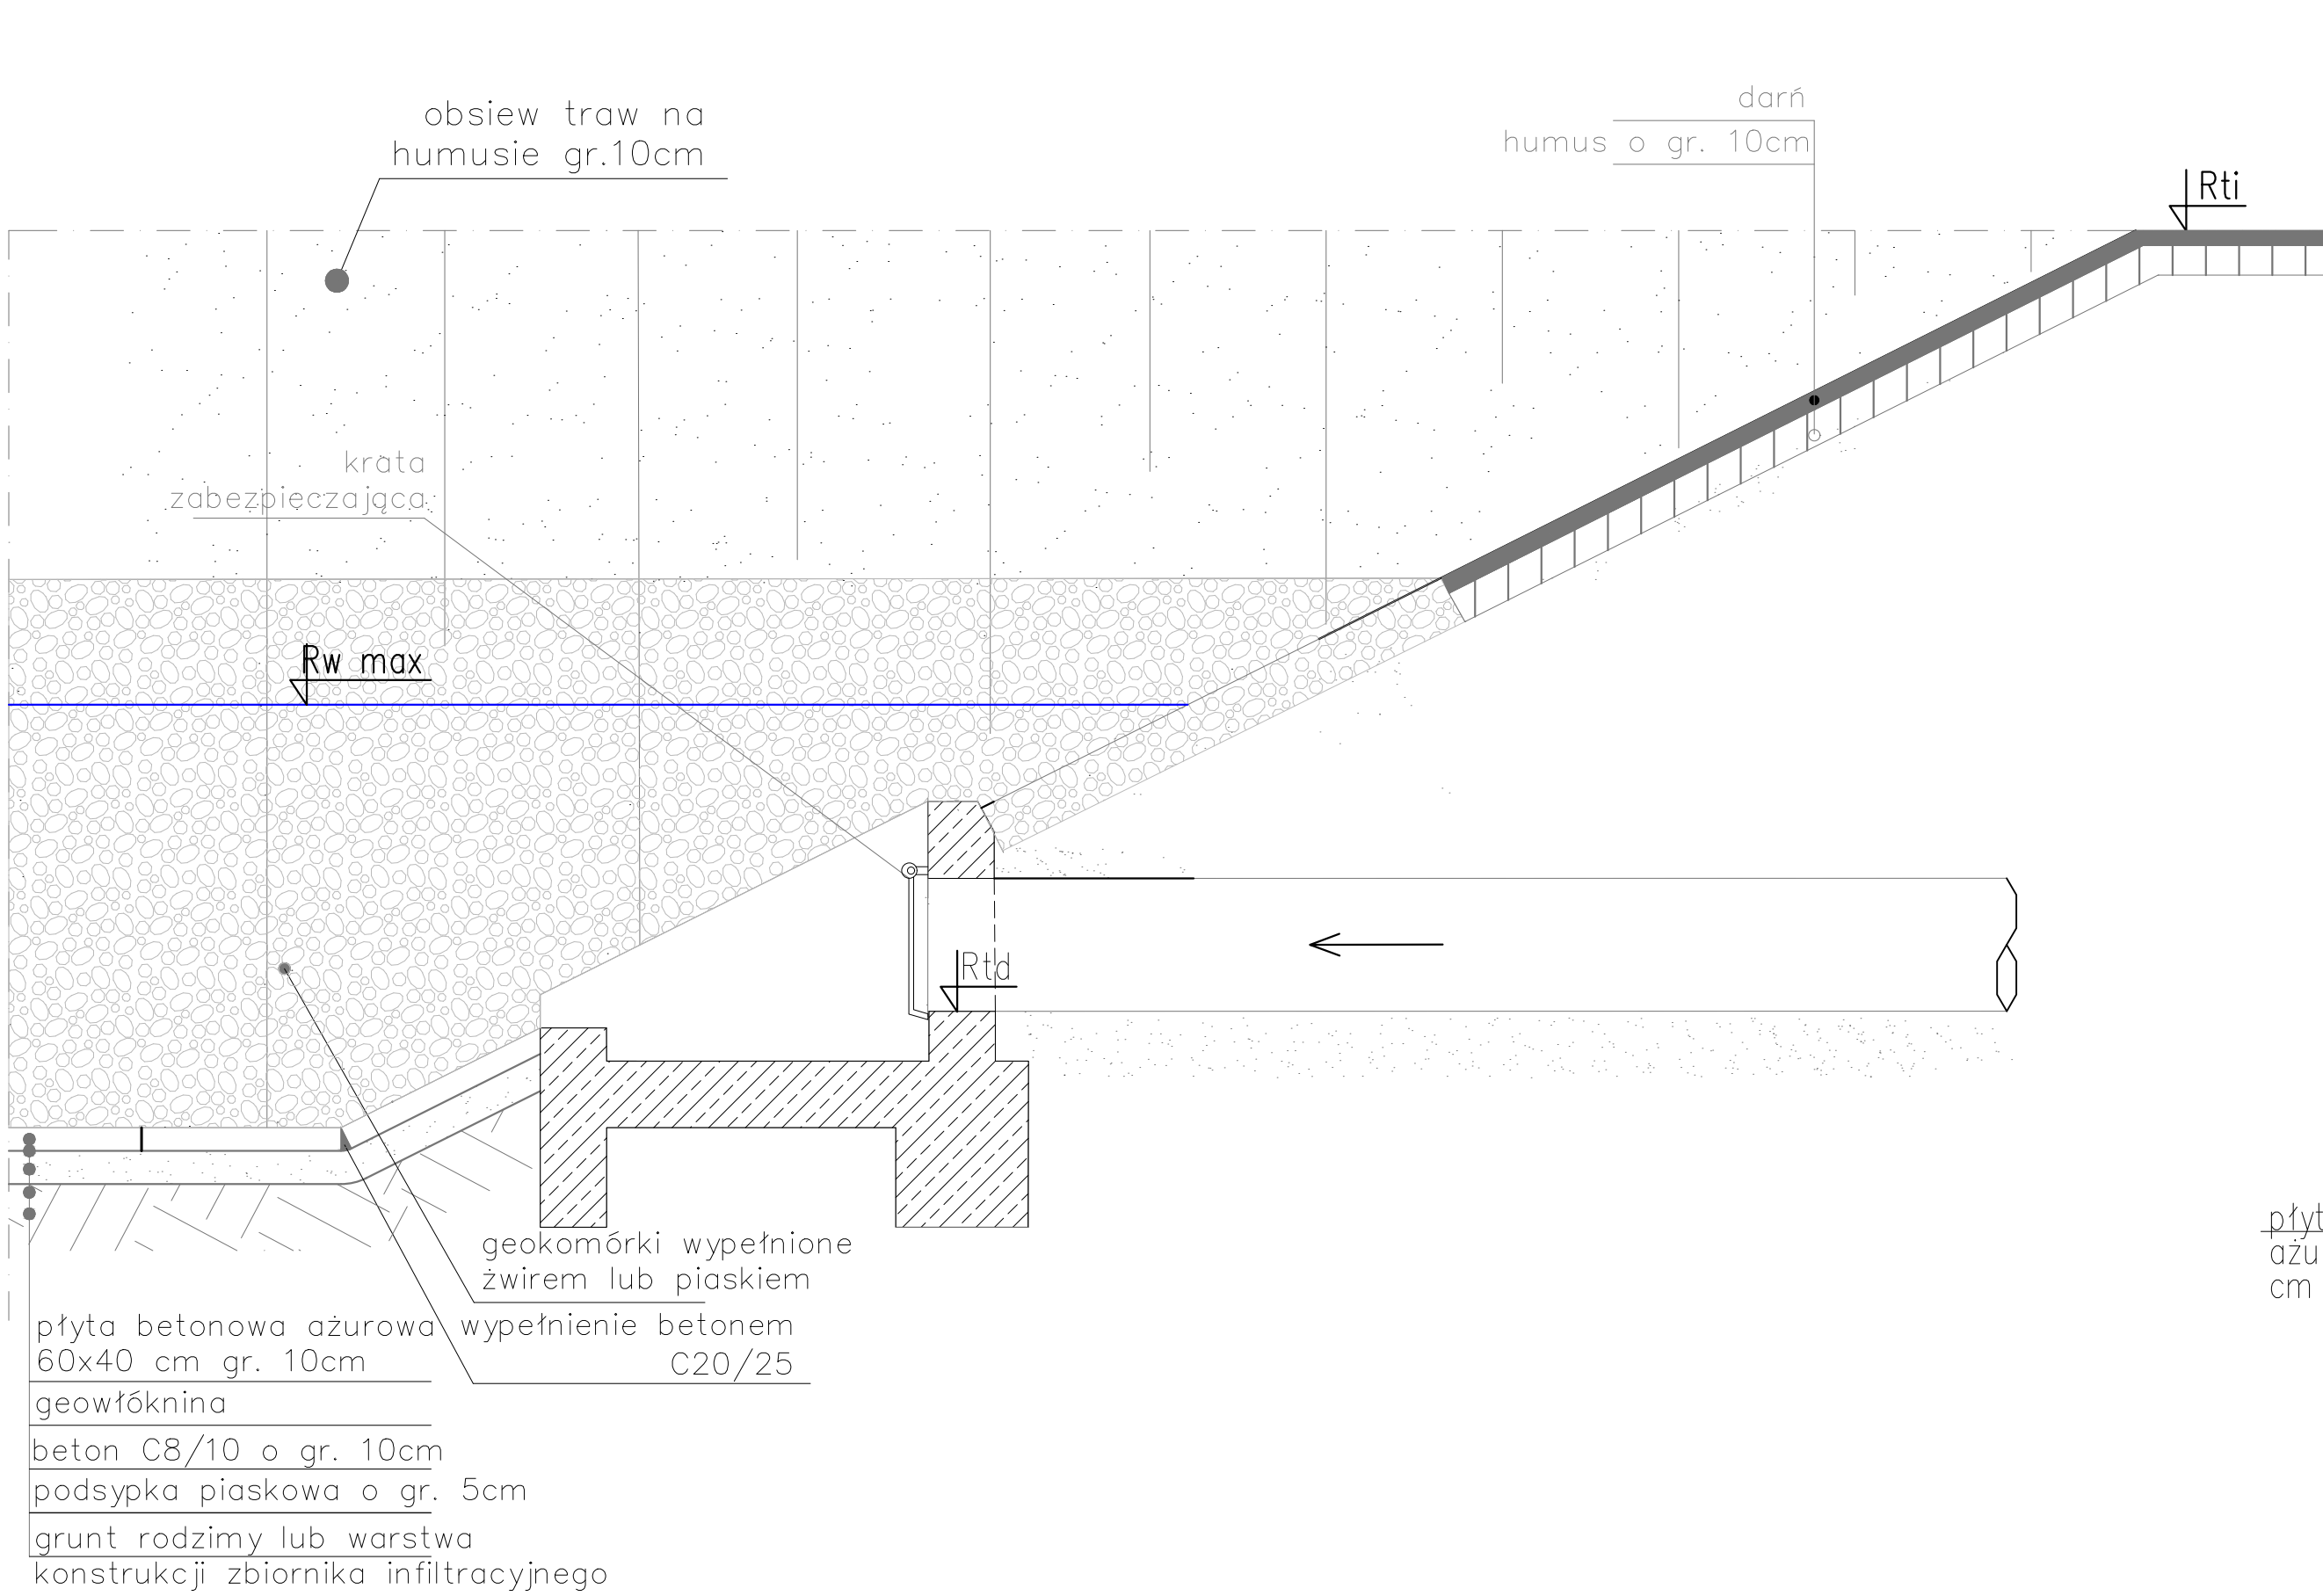 obsiew traw na
humusie gr.10cm
darń
humus o gr. 10cm
Rti
krata
zabezpięczająca
Rw max
Rtd
geokomórki wypełnione
żwirem lub piaskiem
wypełnienie betonem
C20/25
płyta betonowa ażurowa
60x40 cm gr. 10cm
geowłóknina
beton C8/10 o gr. 10cm
podsypka piaskowa o gr. 5cm
grunt rodzimy lub warstwa
konstrukcji zbiornika infiltracyjnego
płyt
ażu
cm